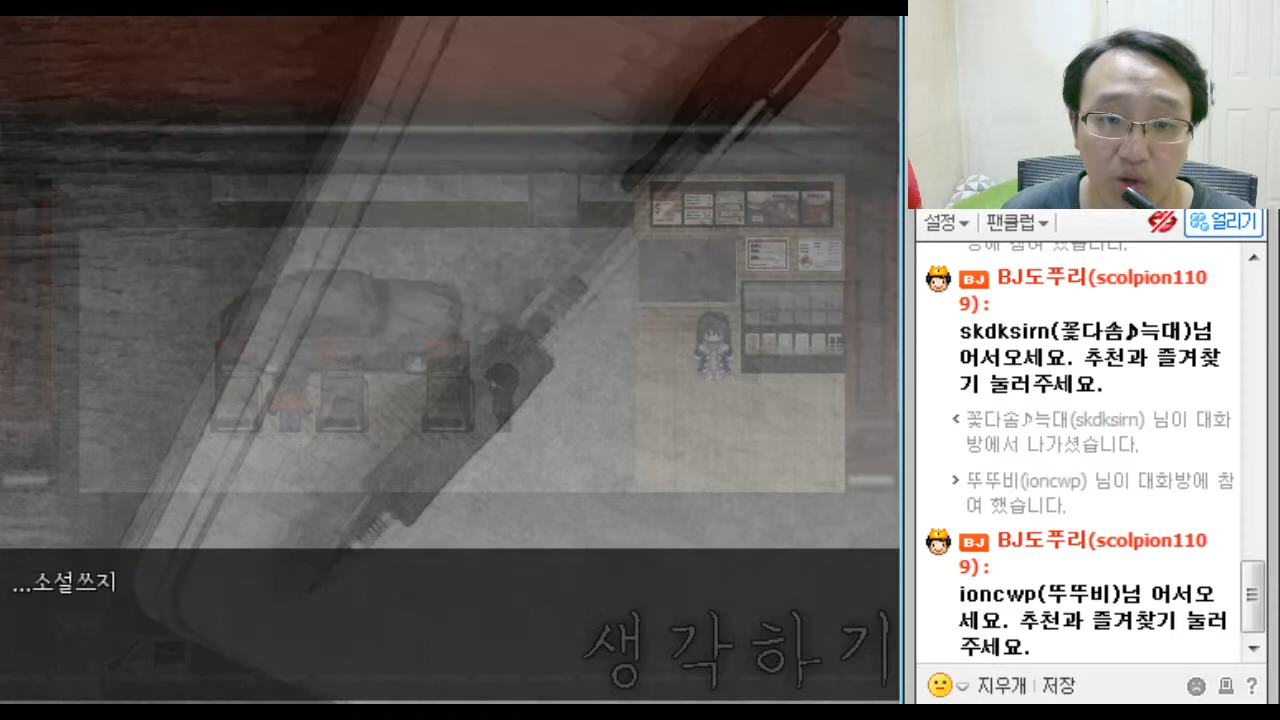 ...소설쓰지
생각하기
설정
팬클럽
얼리기
BJ BJ도푸리(scolpion110
9):
skdksirn(꽃다솜♪늑대)님
어서오세요. 추천과 즐겨찾
기 눌러주세요.
꽃다솜♪늑대(skdksirn) 님이 대화
방에서 나가셨습니다.
뚜뚜비(ioncwp) 님이 대화방에 참
여 했습니다.
BJ BJ도푸리(scolpion110
9):
ioncwp(뚜뚜비)님 어서오
세요. 추천과 즐겨찾기 눌러
주세요.
지우개
저장
?